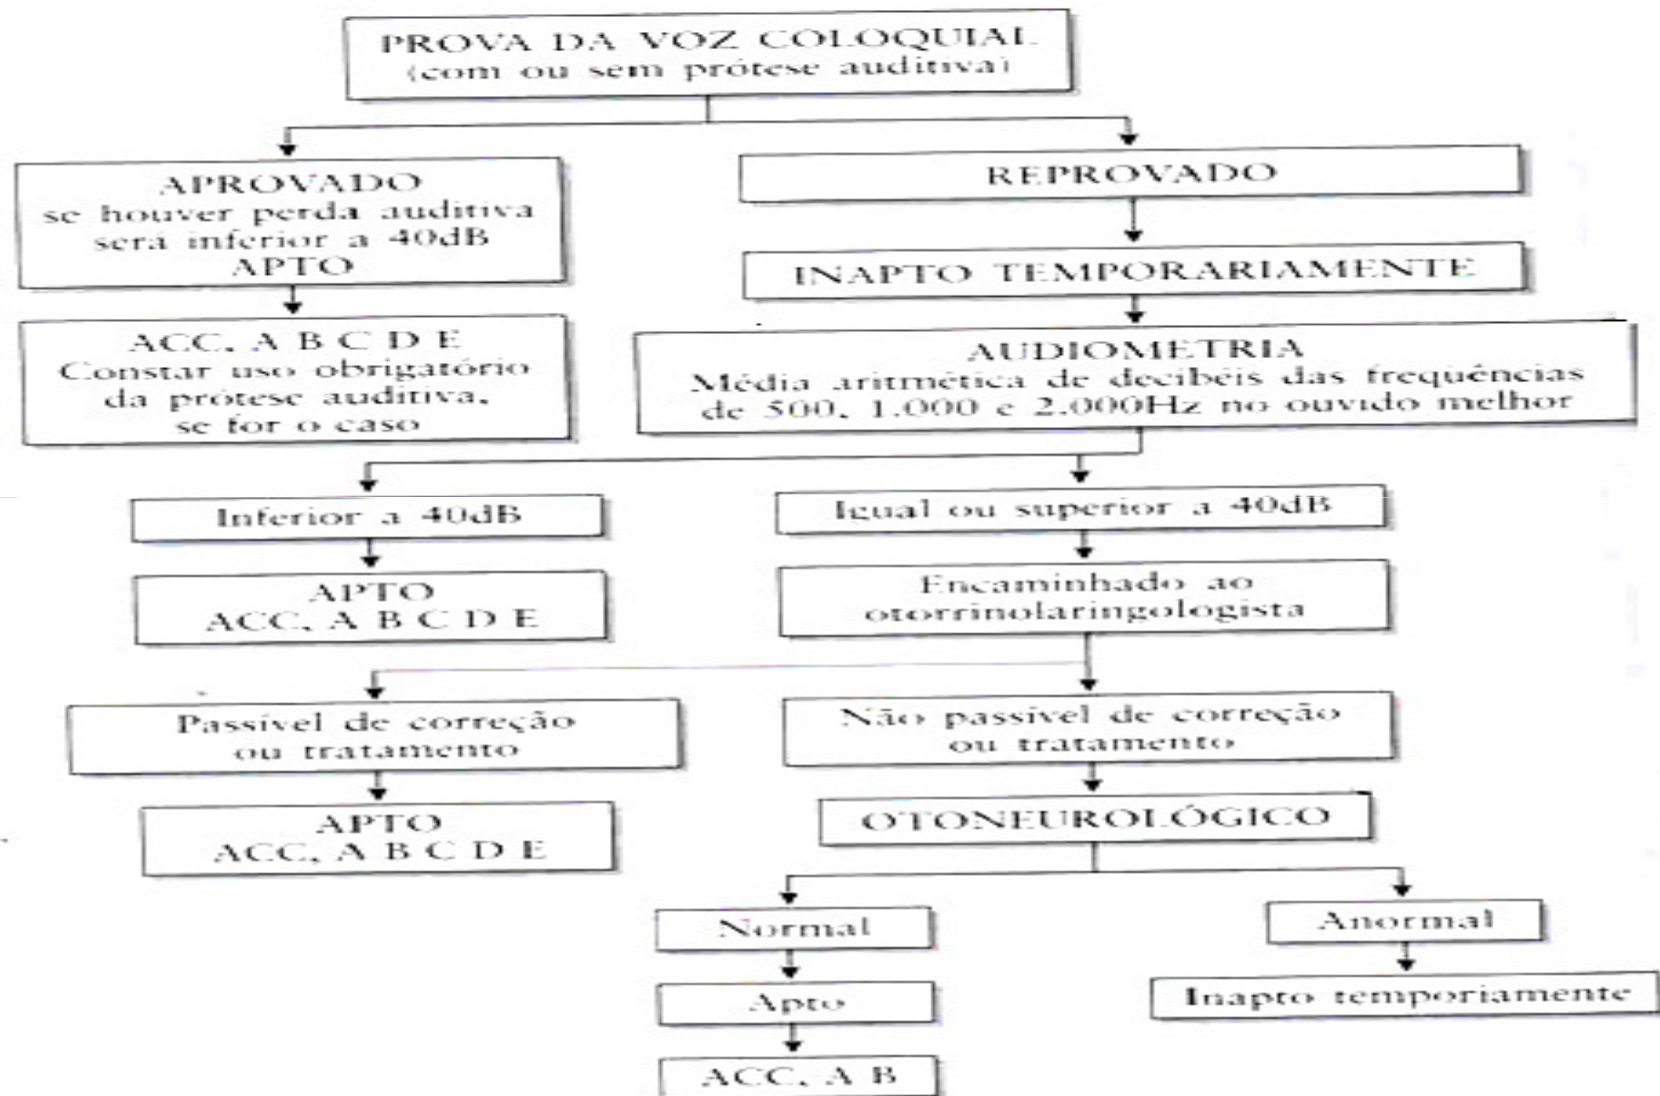 PROVA DA VOZ COLOQUIAL
(com ou sem prótese auditiva)
APROVADO
se houver perda auditiva
será inferior a 40dB
APTO
REPROVADO
INAPTO TEMPORARIAMENTE
ACC, A B C D E
Constar uso obrigatório
da prótese auditiva,
se for o caso
AUDIOMETRIA
Média aritmética de decibéis das frequências
de 500, 1.000 e 2.000Hz no ouvido melhor
Inferior a 40dB
Igual ou superior a 40dB
APTO
ACC, A B C D E
Encaminhado ao
otorrinolaringologista
Passível de correção
ou tratamento
Não passível de correção
ou tratamento
APTO
ACC, A B C D E
OTONEUROLÓGICO
Normal
Anormal
Apto
Inapto temporiamente
ACC, A B